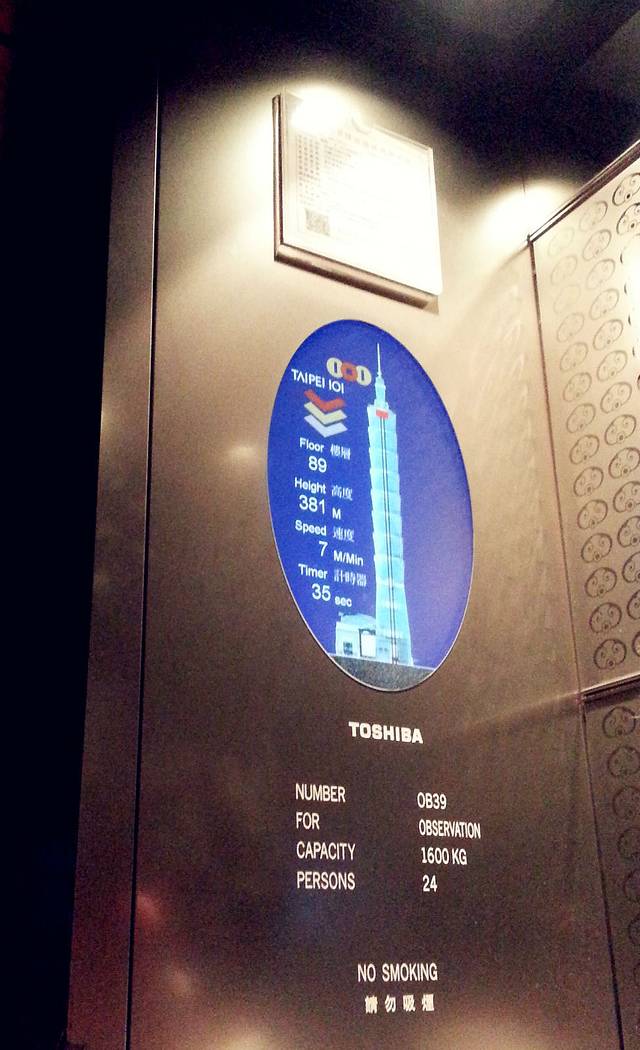 TAIPEI 101
Floor 樓層
89
Height 高度
381 M
Speed 速度
7 M/Min
Timer 計時器
35 sec
TOSHIBA
NUMBER OB39
FOR OBSERVATION
CAPACITY 1600 KG
PERSONS 24
NO SMOKING
請勿吸煙